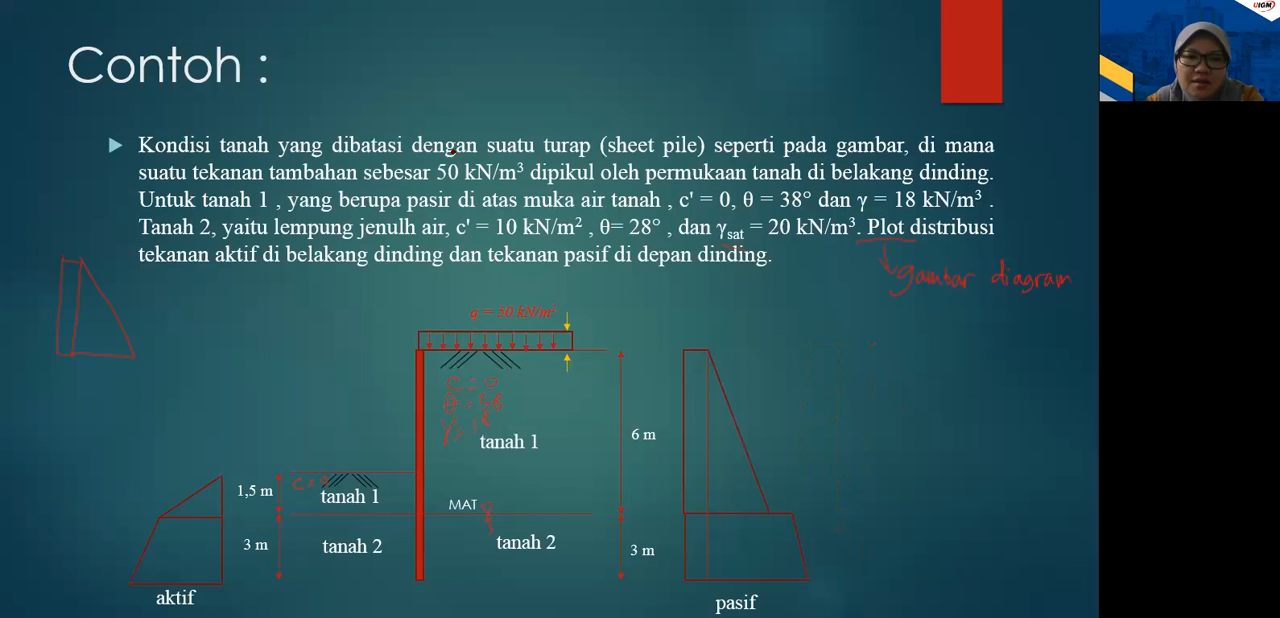 UIGM
Contoh :
Kondisi tanah yang dibatasi dengan suatu turap (sheet pile) seperti pada gambar, di mana
suatu tekanan tambahan sebesar 50 kN/m³ dipikul oleh permukaan tanah di belakang dinding.
Untuk tanah 1 , yang berupa pasir di atas muka air tanah , c' = 0, θ = 38° dan γ = 18 kN/m³ .
Tanah 2, yaitu lempung jenuh air, c' = 10 kN/m² , θ= 28° , dan γsat = 20 kN/m³. Plot distribusi
tekanan aktif di belakang dinding dan tekanan pasif di depan dinding.
gambar diagram
q = 50 kN/m²
C = 0
θ = 38
γ = 18
tanah 1
6 m
1,5 m
C = 0
tanah 1
MAT
3 m
tanah 2
tanah 2
3 m
aktif
pasif